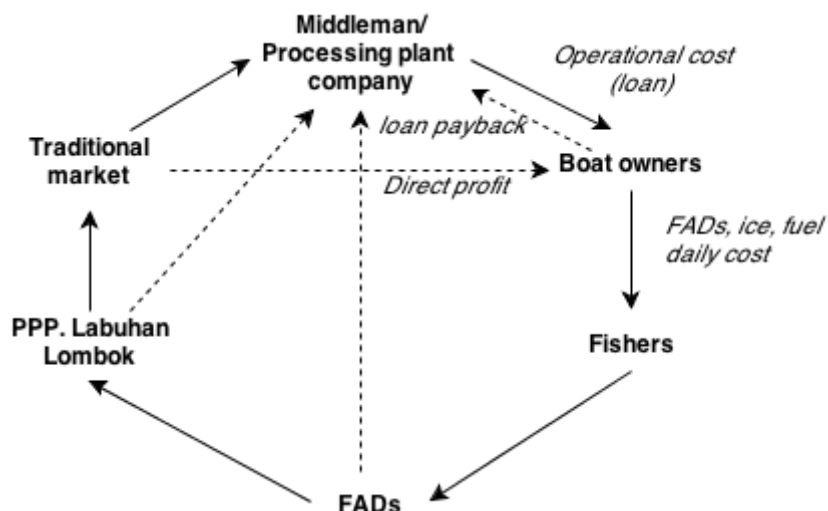 Middleman/
Processing plant
company
Operational cost
(loan)
loan payback
Traditional
market
Boat owners
Direct profit
FADs, ice, fuel
daily cost
PPP. Labuhan
Lombok
Fishers
FADs